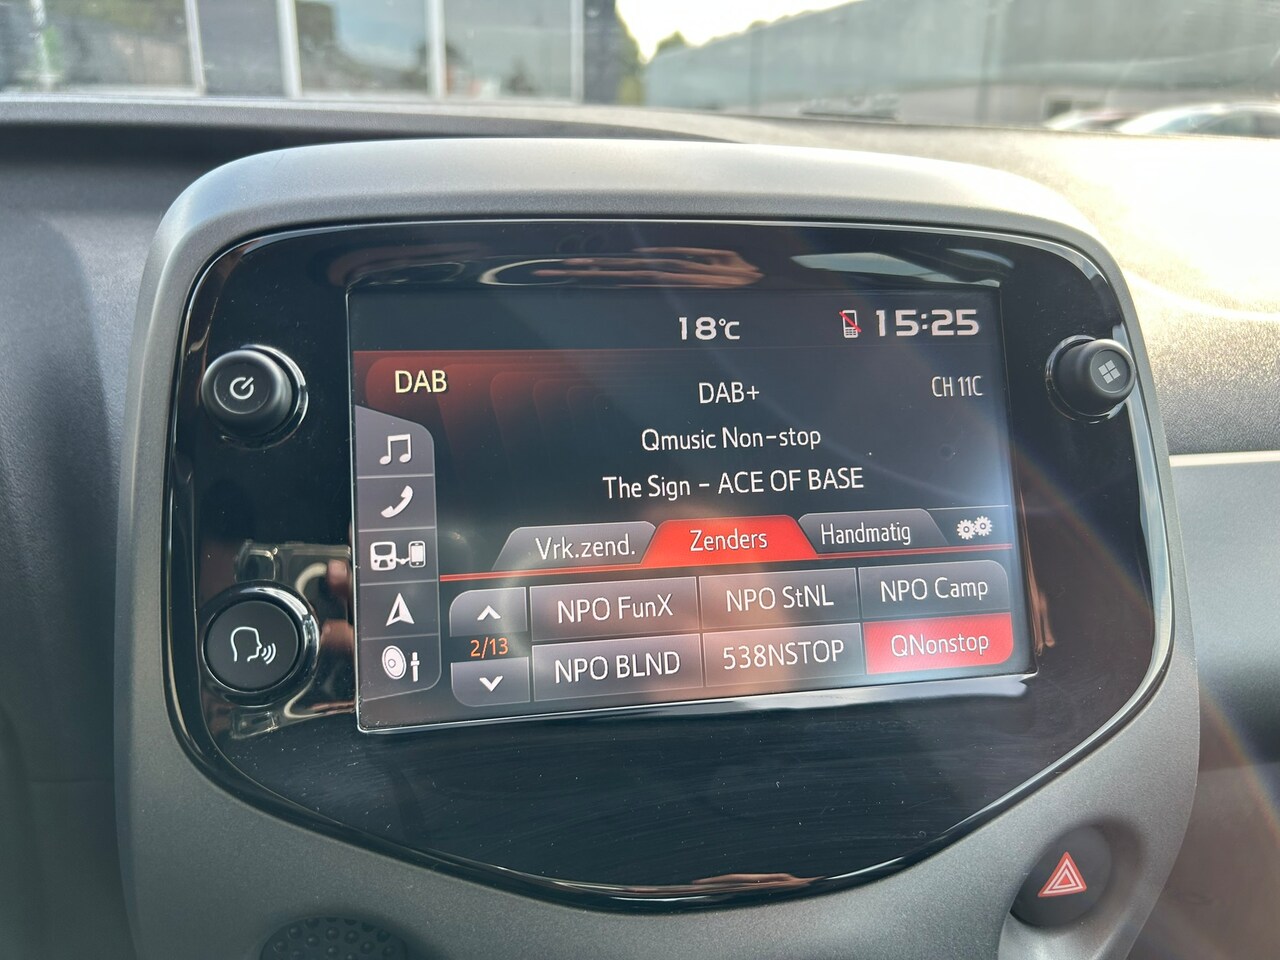 18°C 15:25
DAB
DAB+
CH 11C
Qmusic Non-stop
The Sign - ACE OF BASE
Vrk.zend. Zenders Handmatig
NPO FunX NPO StNL NPO Camp
2/13
NPO BLND 538NSTOP QNonstop